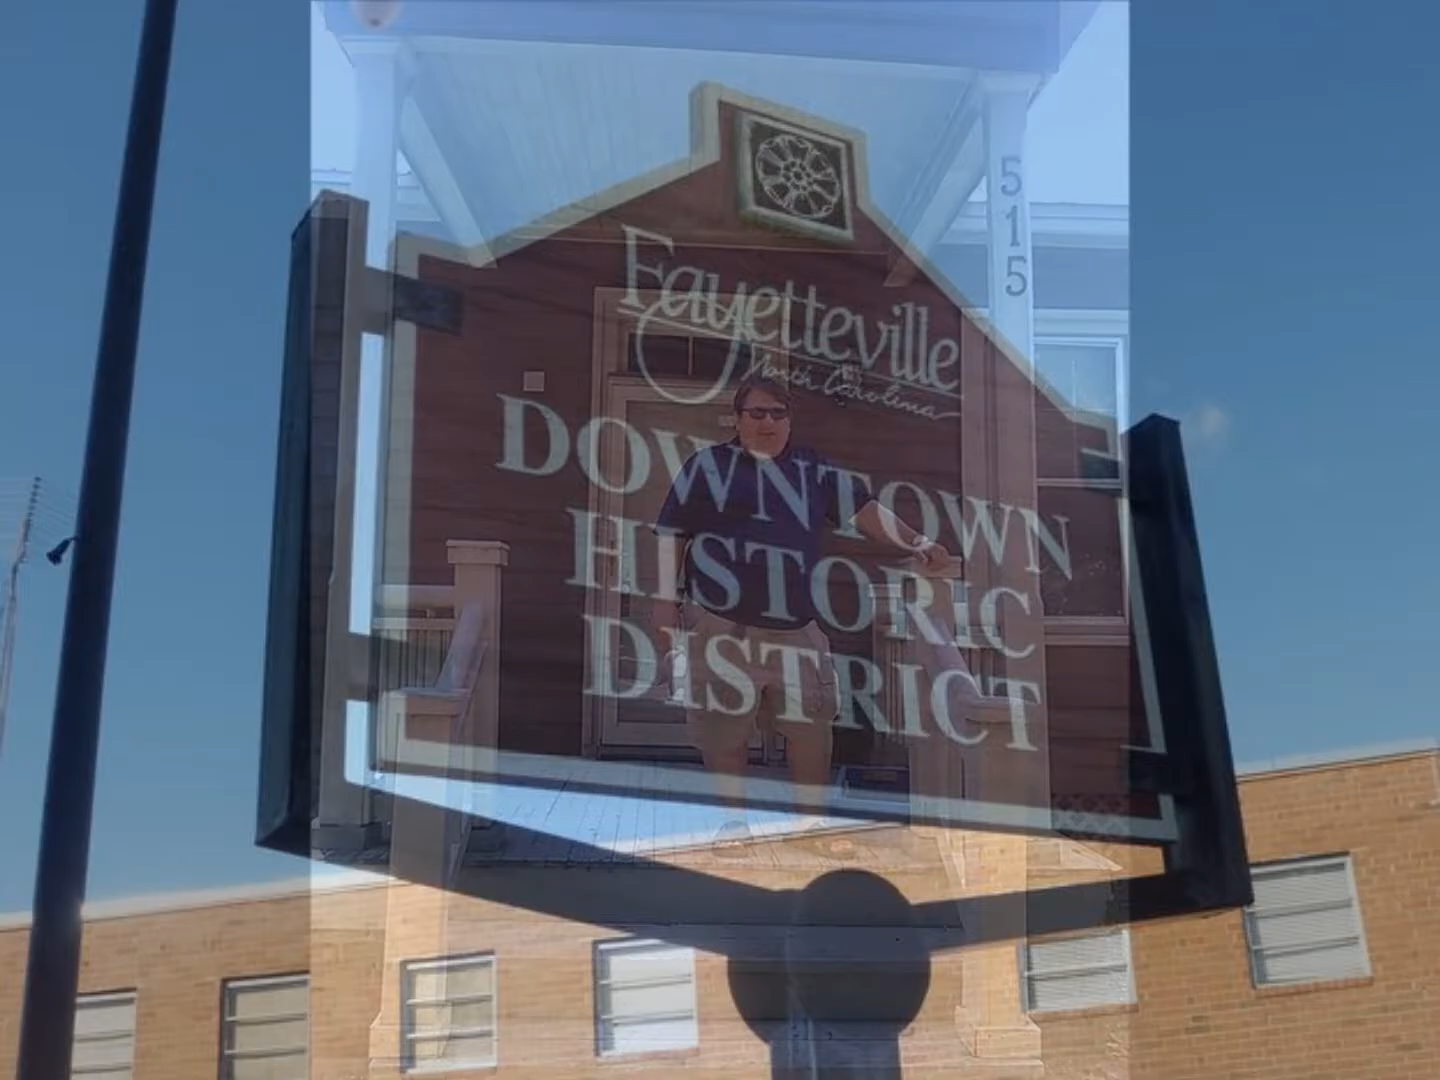 Fayetteville
North Carolina
DOWNTOWN
HISTORIC
DISTRICT
515